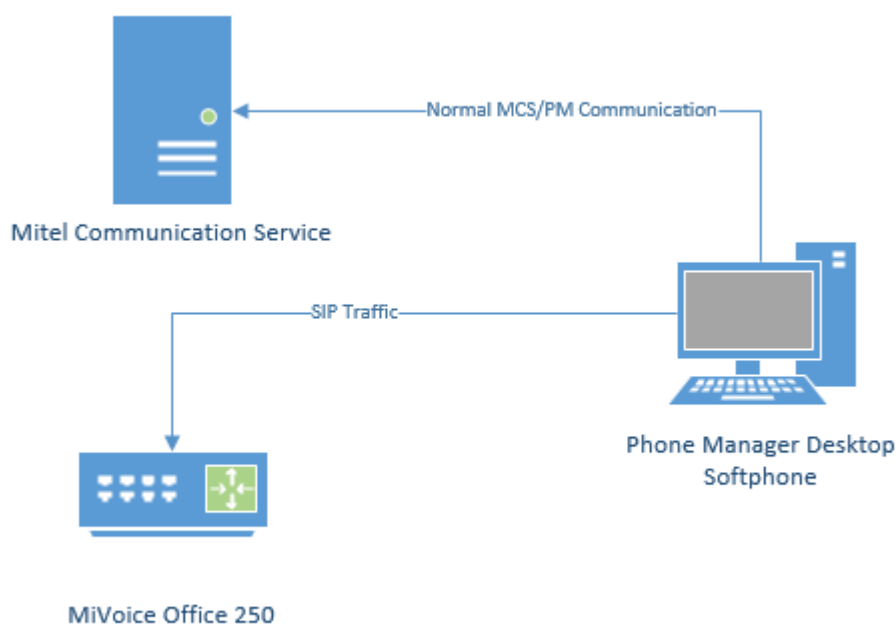 Normal MCS/PM Communication
Mitel Communication Service
SIP Traffic
Phone Manager Desktop
Softphone
MiVoice Office 250